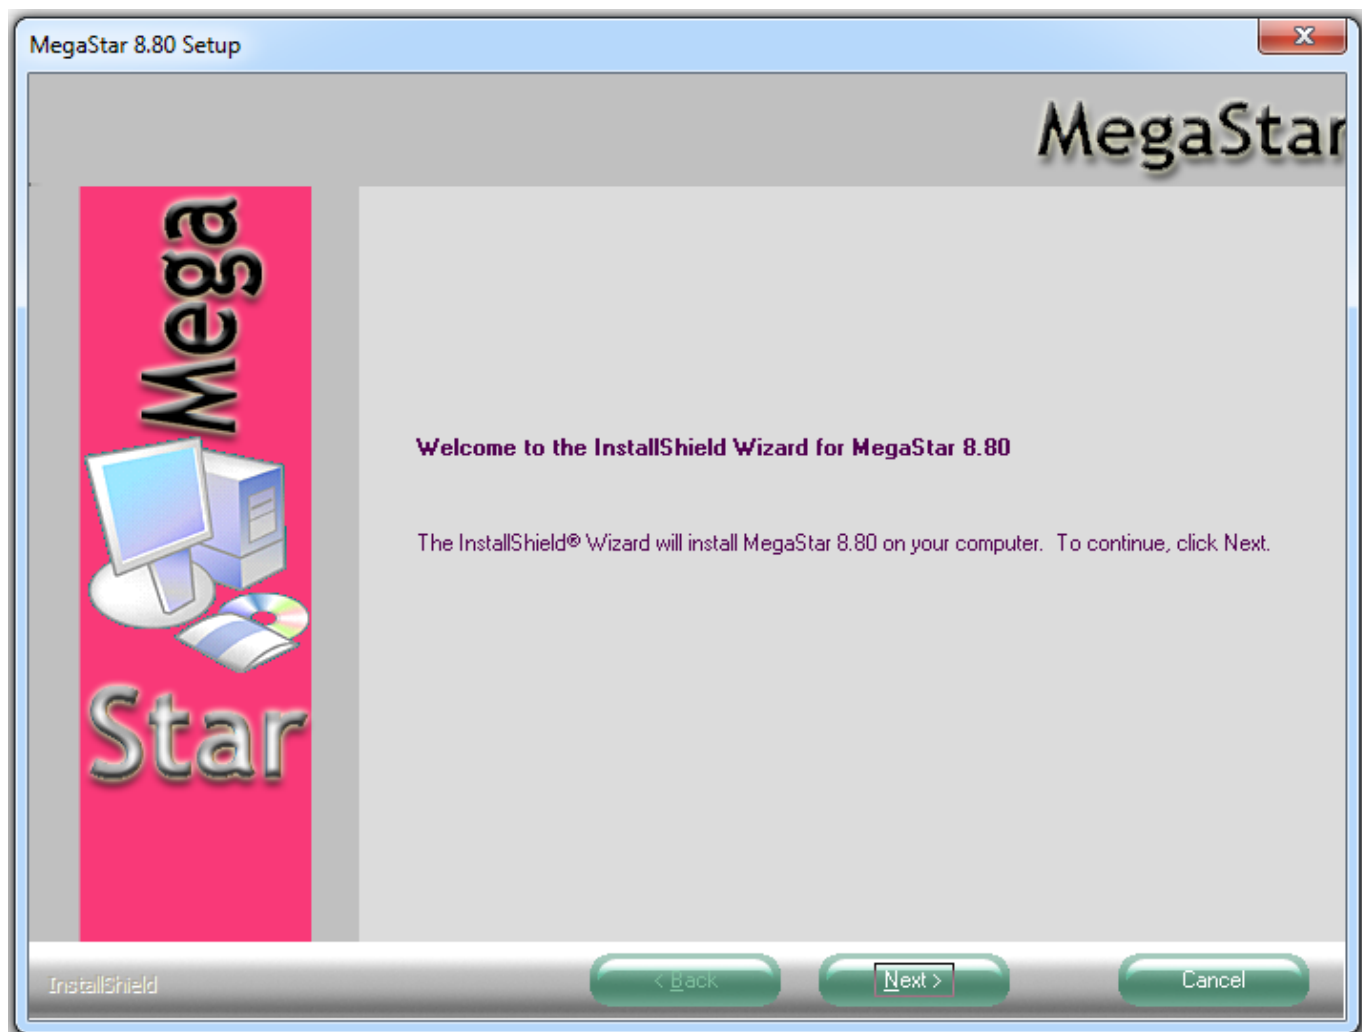 MegaStar 8.80 Setup
MegaStar
Mega
Star
Welcome to the InstallShield Wizard for MegaStar 8.80
The InstallShield® Wizard will install MegaStar 8.80 on your computer. To continue, click Next.
InstallShield
< Back
Next >
Cancel